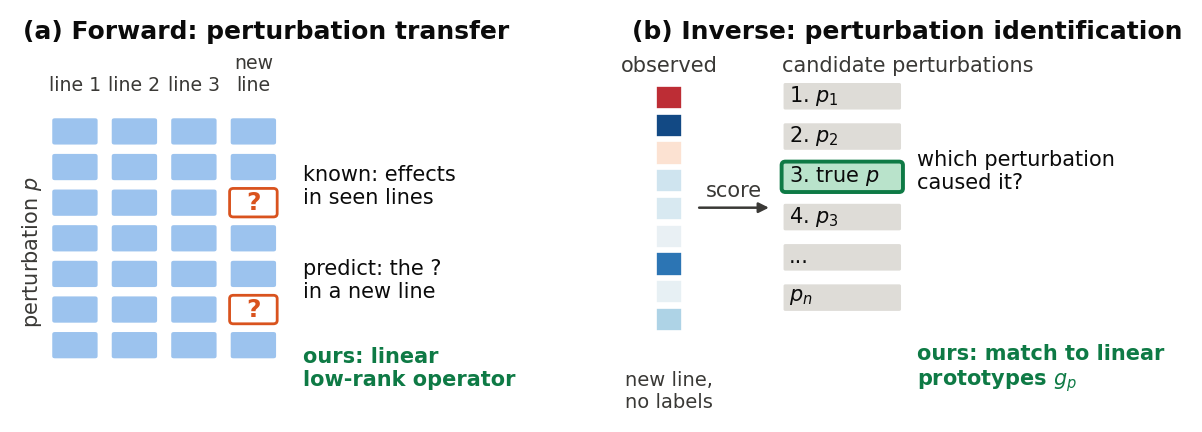 (a) Forward: perturbation transfer
line 1 line 2 line 3 new line
perturbation p
?
?
known: effects
in seen lines
predict: the ?
in a new line
ours: linear
low-rank operator
(b) Inverse: perturbation identification
observed
candidate perturbations
score
1. p₁
2. p₂
3. true p
4. p₃
...
pₙ
which perturbation
caused it?
new line,
no labels
ours: match to linear
prototypes gₚ